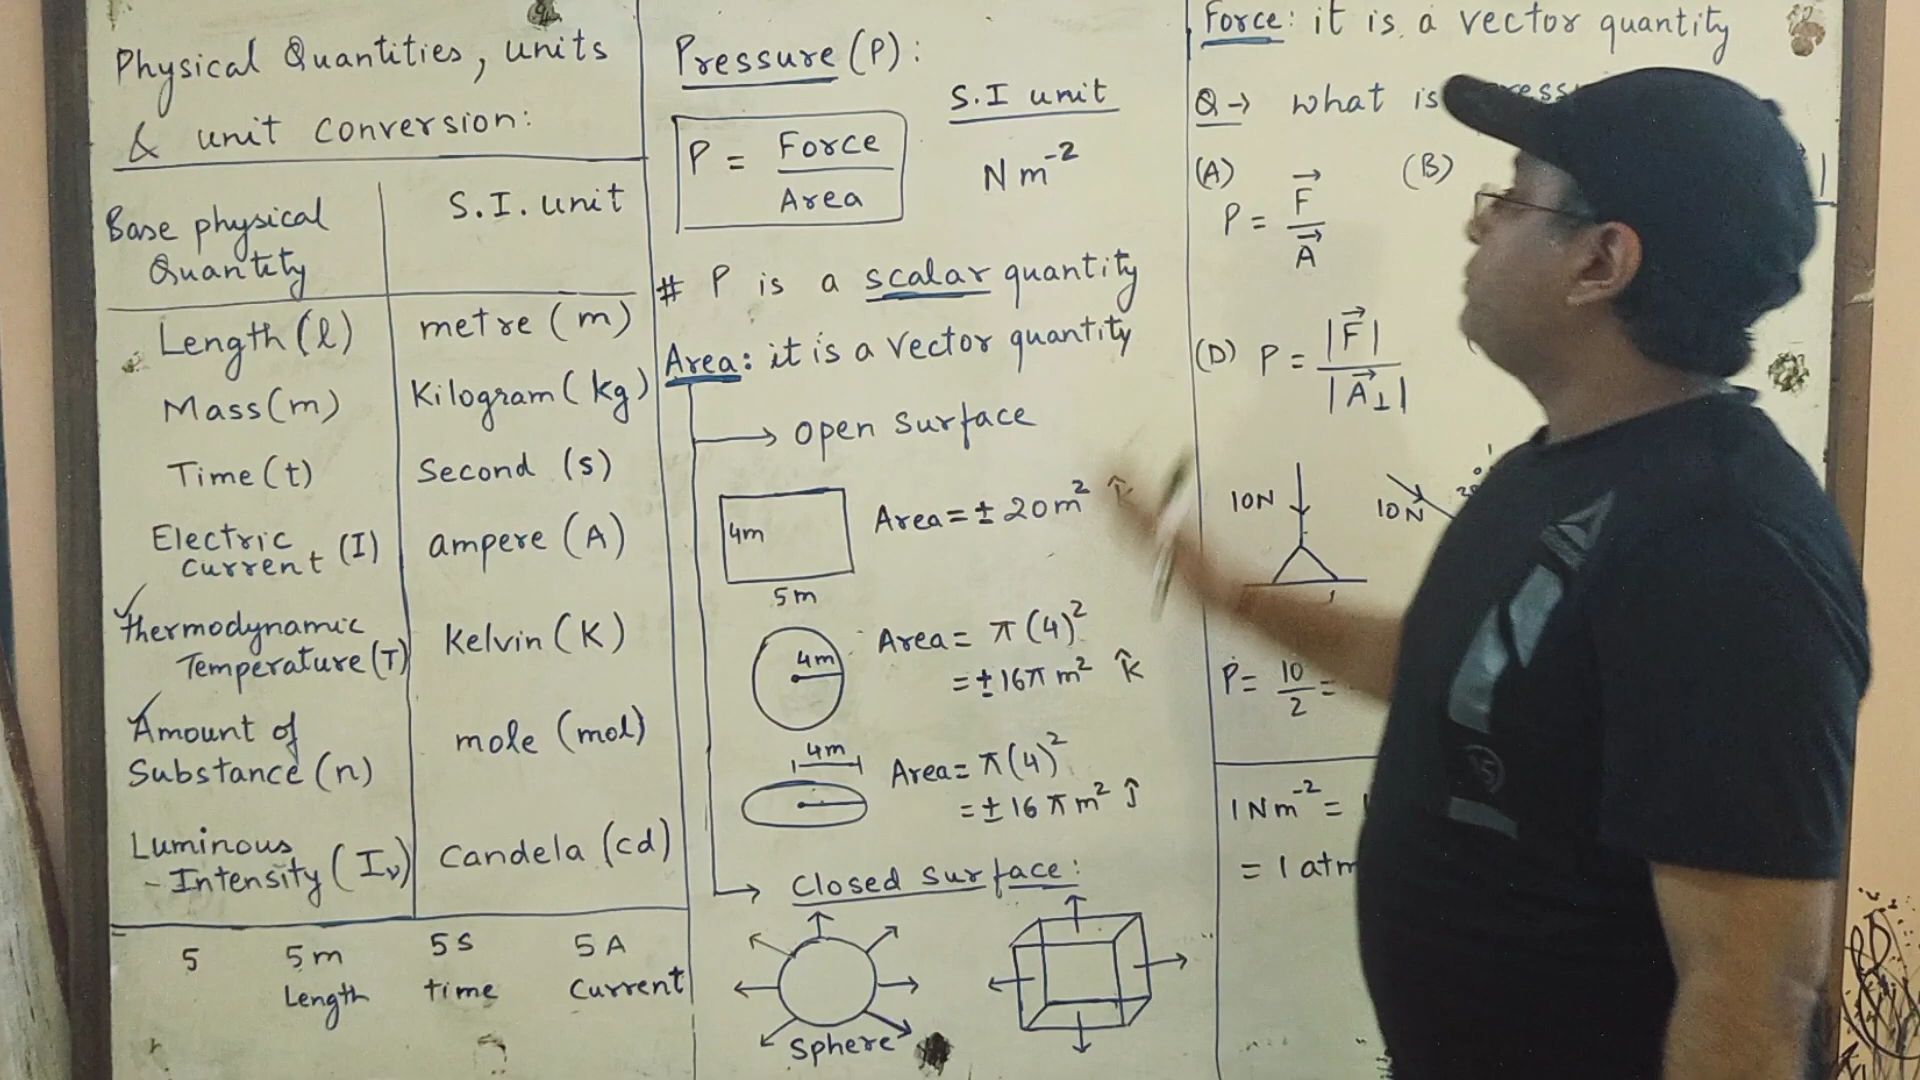 Physical Quantities, units
& unit conversion:
Base physical Quantity
S.I. unit
Length (l)
metre (m)
Mass (m)
Kilogram (kg)
Time (t)
Second (s)
Electric current (I)
ampere (A)
Thermodynamic Temperature (T)
Kelvin (K)
Amount of Substance (n)
mole (mol)
Luminous - Intensity (Iν)
Candela (cd)
5
5m Length
5s time
5A Current
Pressure (P):
S.I unit
P = Force / Area
N m⁻²
# P is a scalar quantity
Area: it is a vector quantity
→ open surface
4m
5m
Area = ± 20m² k̂
4m
Area = π(4)²
= ± 16π m² k̂
4m
Area = π(4)²
= ± 16π m² ĵ
→ Closed surface:
Sphere
Force: it is a vector quantity
Q → what is
(A) P = F⃗ / A⃗
(B)
(D) P = |F⃗| / |A⃗⊥|
10N
10N
P = 10/2 =
1Nm⁻² =
= 1 atm